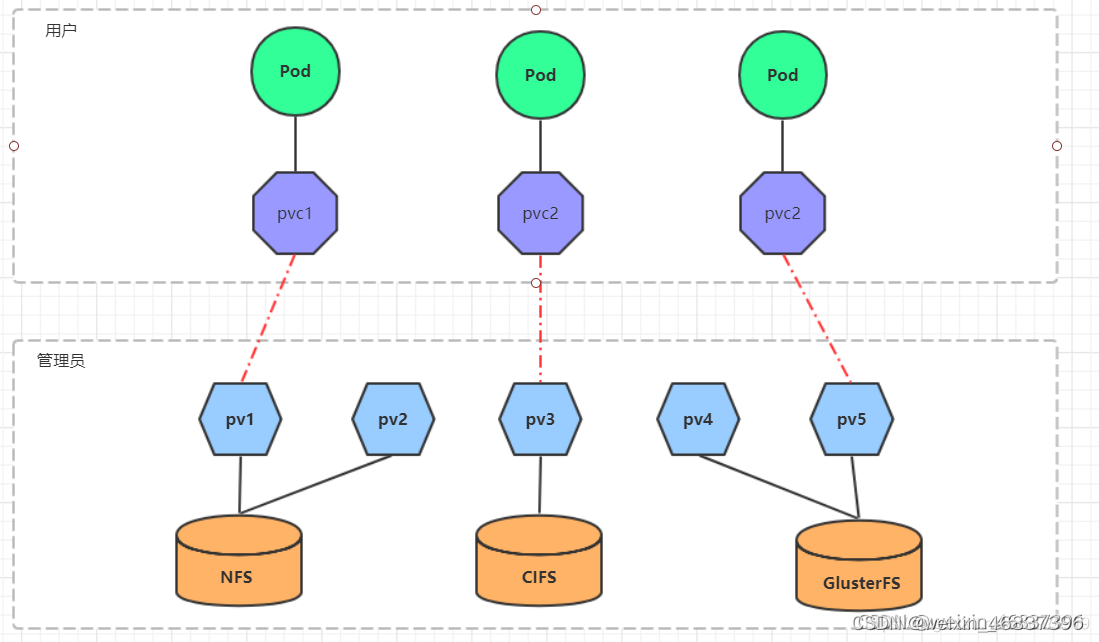 用户
Pod
Pod
Pod
pvc1
pvc2
pvc2
管理员
pv1
pv2
pv3
pv4
pv5
NFS
CIFS
GlusterFS
CSDN @weixin_46837396